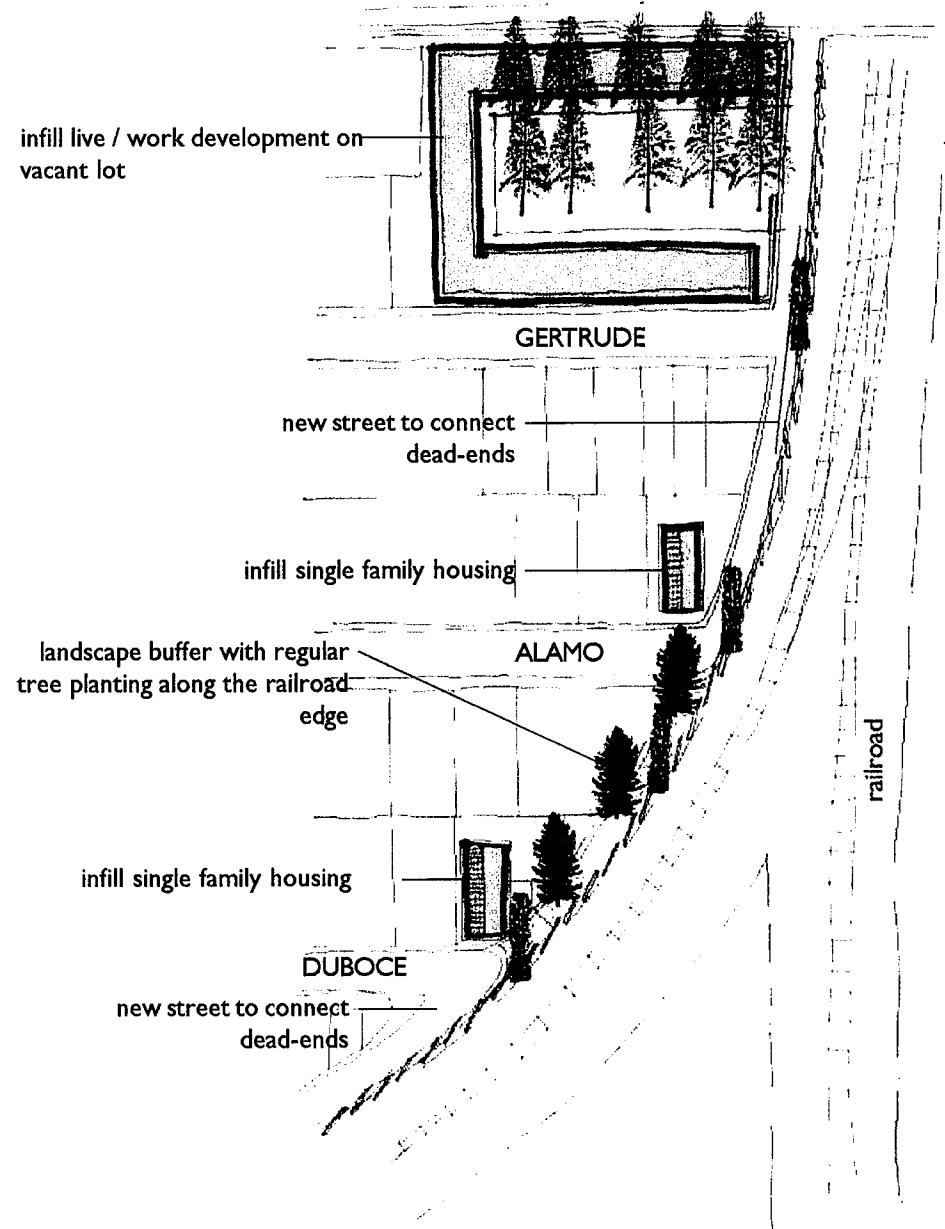 infill live / work development on
vacant lot
GERTRUDE
new street to connect
dead-ends
infill single family housing
ALAMO
landscape buffer with regular
tree planting along the railroad
edge
railroad
infill single family housing
DUBOCE
new street to connect
dead-ends